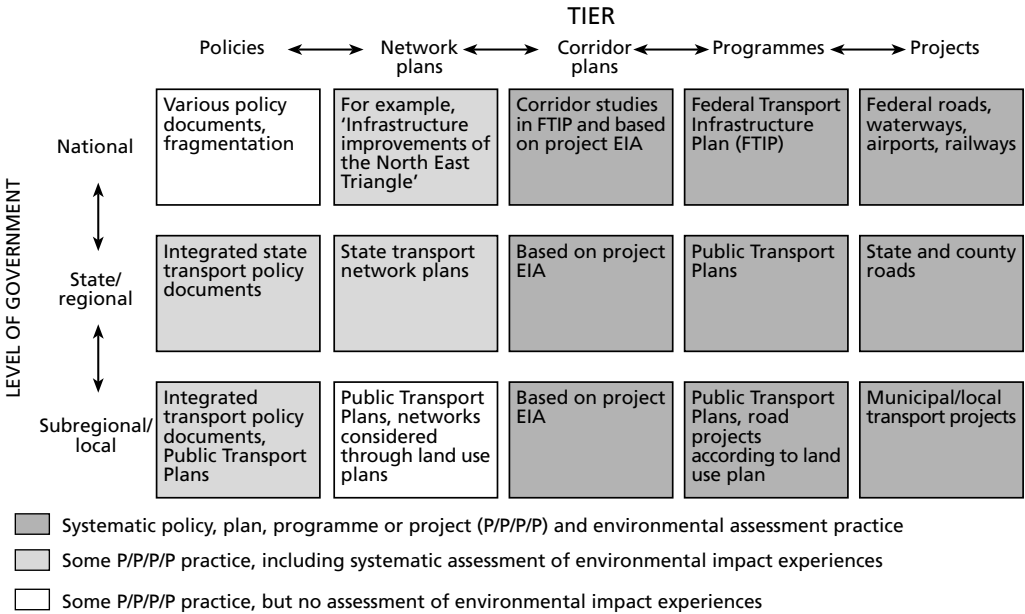 TIER
Policies
Network
plans
Corridor
plans
Programmes
Projects
LEVEL OF GOVERNMENT
National
Various policy
documents,
fragmentation
For example,
‘Infrastructure
improvements of
the North East
Triangle’
Corridor studies
in FTIP and based
on project EIA
Federal Transport
Infrastructure
Plan (FTIP)
Federal roads,
waterways,
airports, railways
State/
regional
Integrated state
transport policy
documents
State transport
network plans
Based on project
EIA
Public Transport
Plans
State and county
roads
Subregional/
local
Integrated
transport policy
documents,
Public Transport
Plans
Public Transport
Plans, networks
considered
through land use
plans
Based on project
EIA
Public Transport
Plans, road
projects
according to land
use plan
Municipal/local
transport projects
Systematic policy, plan, programme or project (P/P/P/P) and environmental assessment practice
Some P/P/P/P practice, including systematic assessment of environmental impact experiences
Some P/P/P/P practice, but no assessment of environmental impact experiences